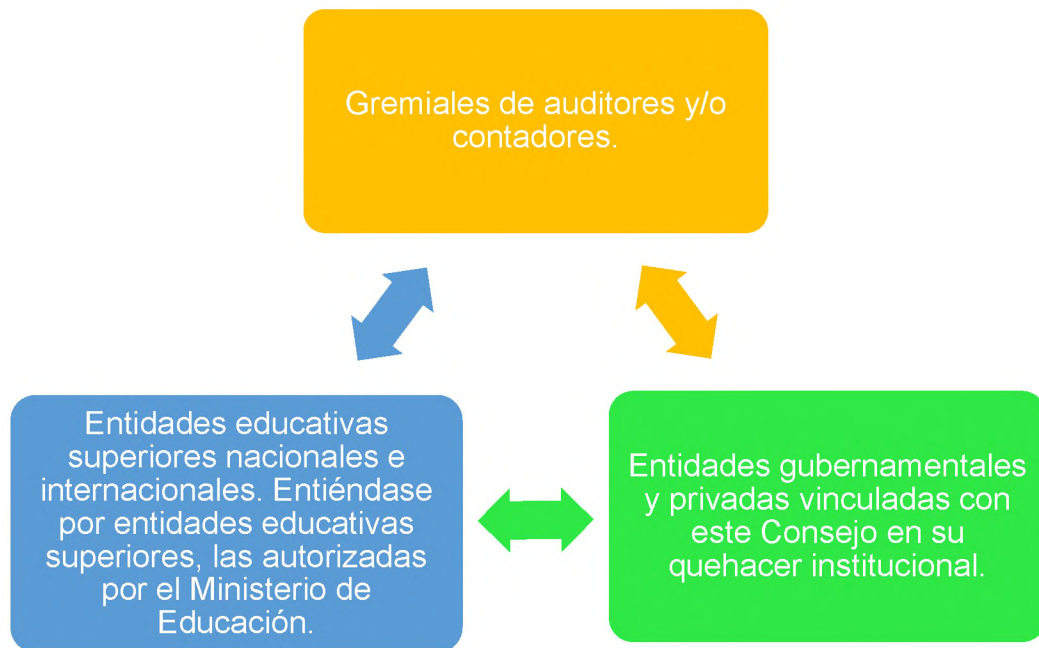 Gremiales de auditores y/o
contadores.
Entidades educativas
superiores nacionales e
internacionales. Entiéndase
por entidades educativas
superiores, las autorizadas
por el Ministerio de
Educación.
Entidades gubernamentales
y privadas vinculadas con
este Consejo en su
quehacer institucional.